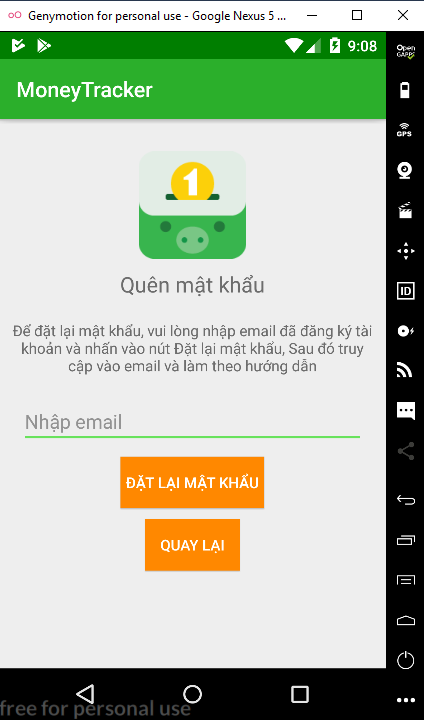 Genymotion for personal use - Google Nexus 5 ...
9:08
Open
GAPPS
MoneyTracker
GPS
1
Quên mật khẩu
ID
Để đặt lại mật khẩu, vui lòng nhập email đã đăng ký tài
khoản và nhấn vào nút Đặt lại mật khẩu, Sau đó truy
cập vào email và làm theo hướng dẫn
Nhập email
ĐẶT LẠI MẬT KHẨU
QUAY LẠI
free for personal use